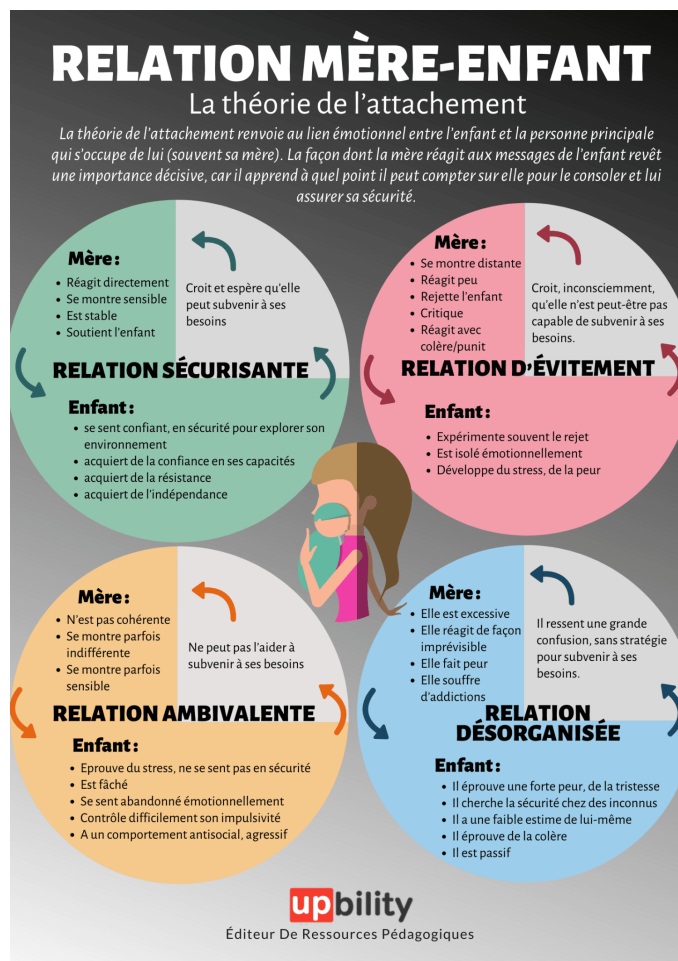 RELATION MÈRE-ENFANT
La théorie de l'attachement
La théorie de l'attachement renvoie au lien émotionnel entre l'enfant et la personne principale
qui s'occupe de lui (souvent sa mère). La façon dont la mère réagit aux messages de l'enfant revêt
une importance décisive, car il apprend à quel point il peut compter sur elle pour le consoler et lui
assurer sa sécurité.
Mère :
• Réagit directement
• Se montre sensible
• Est stable
• Soutient l'enfant
Croit et espère qu'elle
peut subvenir à ses
besoins
RELATION SÉCURISANTE
Enfant :
• se sent confiant, en sécurité pour explorer son
environnement
• acquiert de la confiance en ses capacités
• acquiert de la résistance
• acquiert de l'indépendance
Mère :
• Se montre distante
• Réagit peu
• Rejette l'enfant
• Critique
• Réagit avec
colère/punit
Croit, inconsciemment,
qu'elle n'est peut-être pas
capable de subvenir à ses
besoins.
RELATION D'ÉVITEMENT
Enfant :
• Expérimente souvent le rejet
• Est isolé émotionnellement
• Développe du stress, de la peur
Mère :
• N'est pas cohérente
• Se montre parfois
indifférente
• Se montre parfois
sensible
Ne peut pas l'aider à
subvenir à ses besoins
RELATION AMBIVALENTE
Enfant :
• Eprouve du stress, ne se sent pas en sécurité
• Est fâché
• Se sent abandonné émotionnellement
• Contrôle difficilement son impulsivité
• A un comportement antisocial, agressif
Mère :
• Elle est excessive
• Elle réagit de façon
imprévisible
• Elle fait peur
• Elle souffre
d'addictions
Il ressent une grande
confusion, sans stratégie
pour subvenir à ses
besoins.
RELATION
DÉSORGANISÉE
Enfant :
• Il éprouve une forte peur, de la tristesse
• Il cherche la sécurité chez des inconnus
• Il a une faible estime de lui-même
• Il éprouve de la colère
• Il est passif
upbility
Éditeur De Ressources Pédagogiques